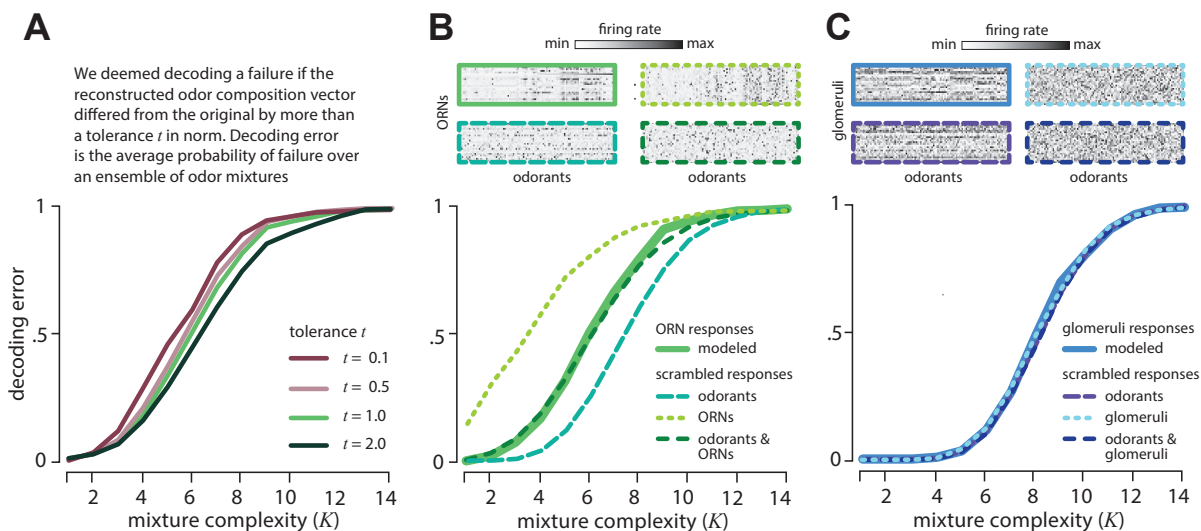 A
We deemed decoding a failure if the
reconstructed odor composition vector
differed from the original by more than
a tolerance t in norm. Decoding error
is the average probability of failure over
an ensemble of odor mixtures
1
.5
0
decoding error
2 4 6 8 10 12 14
mixture complexity (K)
tolerance t
t = 0.1
t = 0.5
t = 1.0
t = 2.0
B
firing rate
min max
ORNs
odorants odorants
1
.5
0
2 4 6 8 10 12 14
mixture complexity (K)
ORN responses
modeled
scrambled responses
odorants
ORNs
odorants &
ORNs
C
firing rate
min max
glomeruli
odorants odorants
1
.5
0
2 4 6 8 10 12 14
mixture complexity (K)
glomeruli responses
modeled
scrambled responses
odorants
glomeruli
odorants &
glomeruli